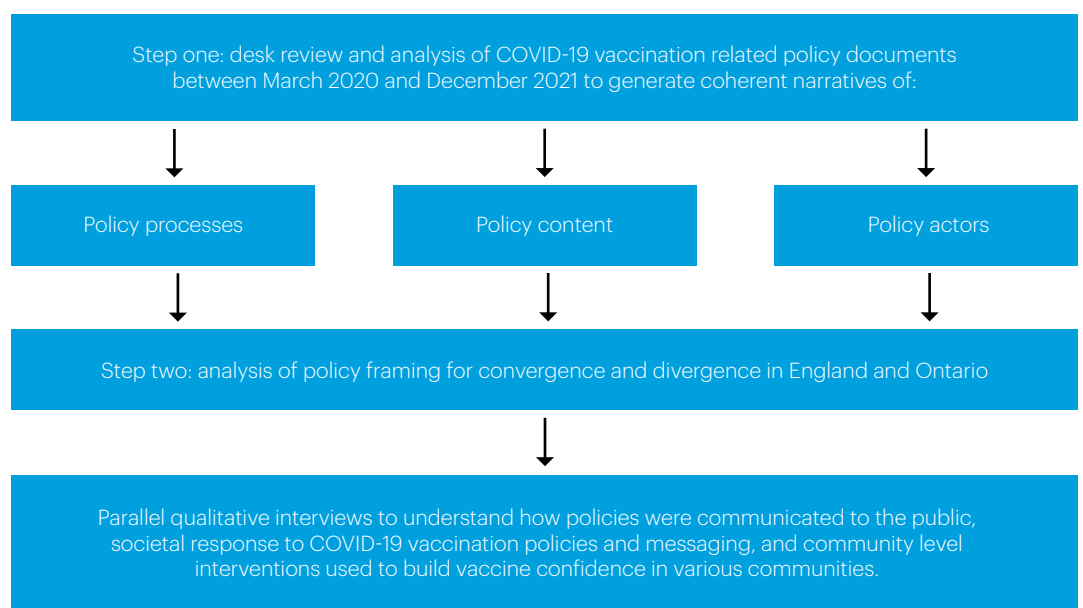 Step one: desk review and analysis of COVID-19 vaccination related policy documents
between March 2020 and December 2021 to generate coherent narratives of:
Policy processes
Policy content
Policy actors
Step two: analysis of policy framing for convergence and divergence in England and Ontario
Parallel qualitative interviews to understand how policies were communicated to the public,
societal response to COVID-19 vaccination policies and messaging, and community level
interventions used to build vaccine confidence in various communities.